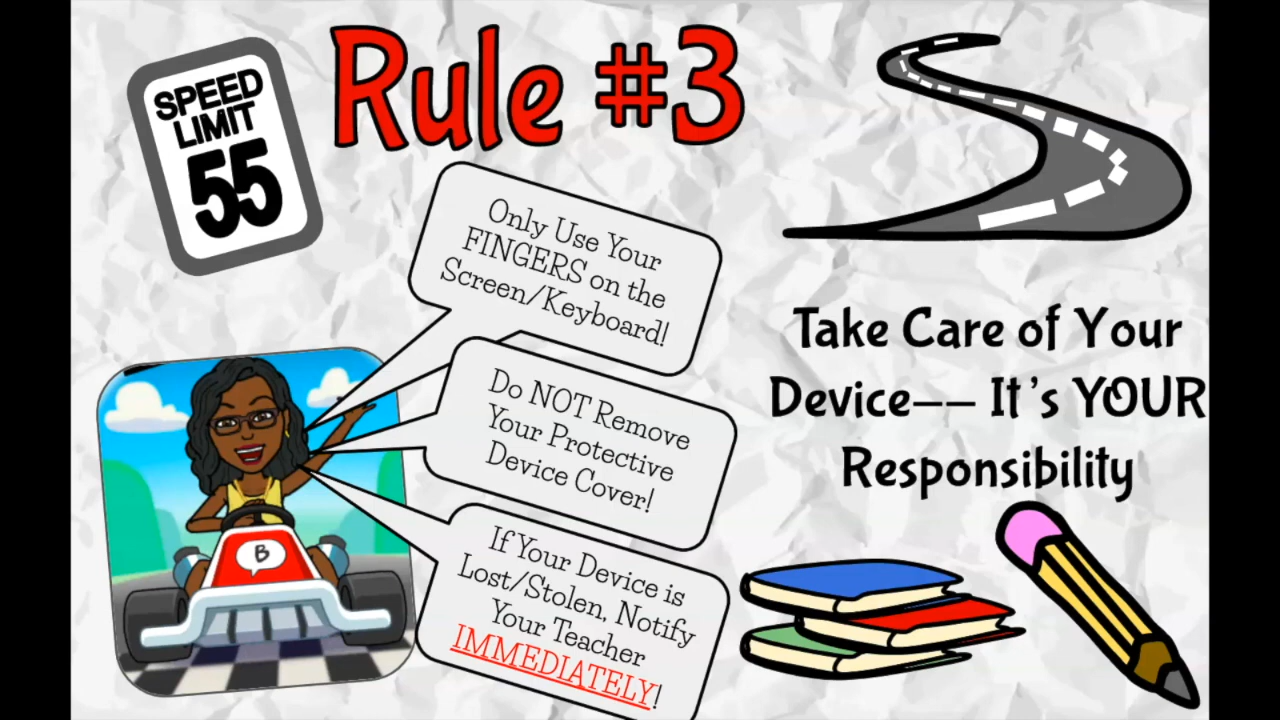 Rule #3
SPEED
LIMIT
55
Only Use Your
FINGERS on the
Screen/Keyboard!
Do NOT Remove
Your Protective
Device Cover!
If Your Device is
Lost/Stolen, Notify
Your Teacher
IMMEDIATELY!
Take Care of Your
Device-- It's YOUR
Responsibility
B